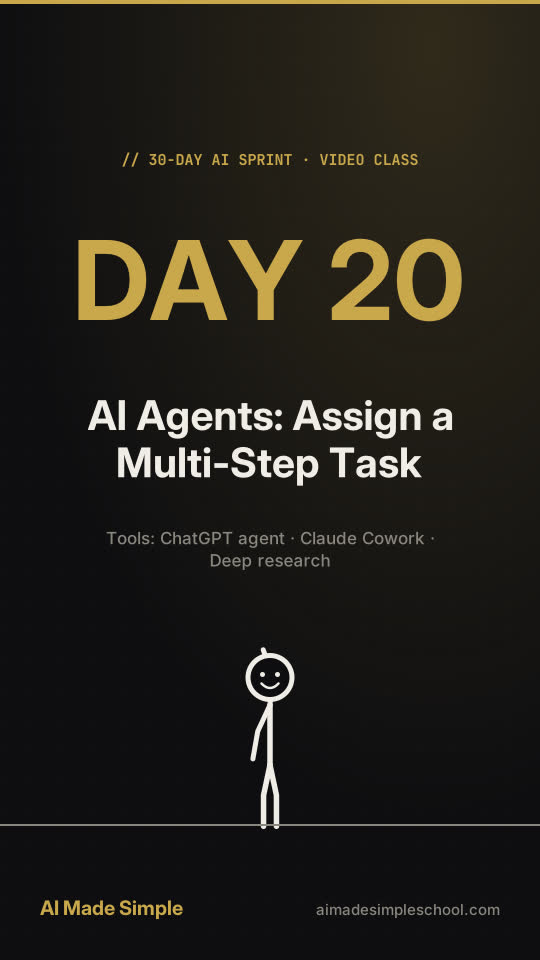 // 30-DAY AI SPRINT · VIDEO CLASS
DAY 20
AI Agents: Assign a
Multi-Step Task
Tools: ChatGPT agent · Claude Cowork ·
Deep research
AI Made Simple
aimadesimpleschool.com